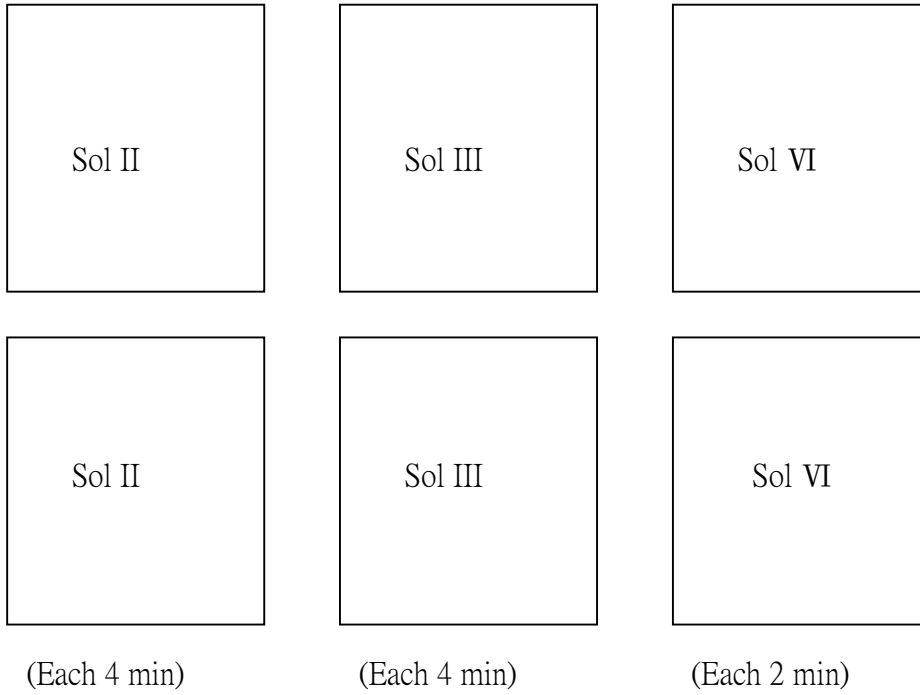 Sol II Sol III Sol VI
Sol II Sol III Sol VI
(Each 4 min) (Each 4 min) (Each 2 min)